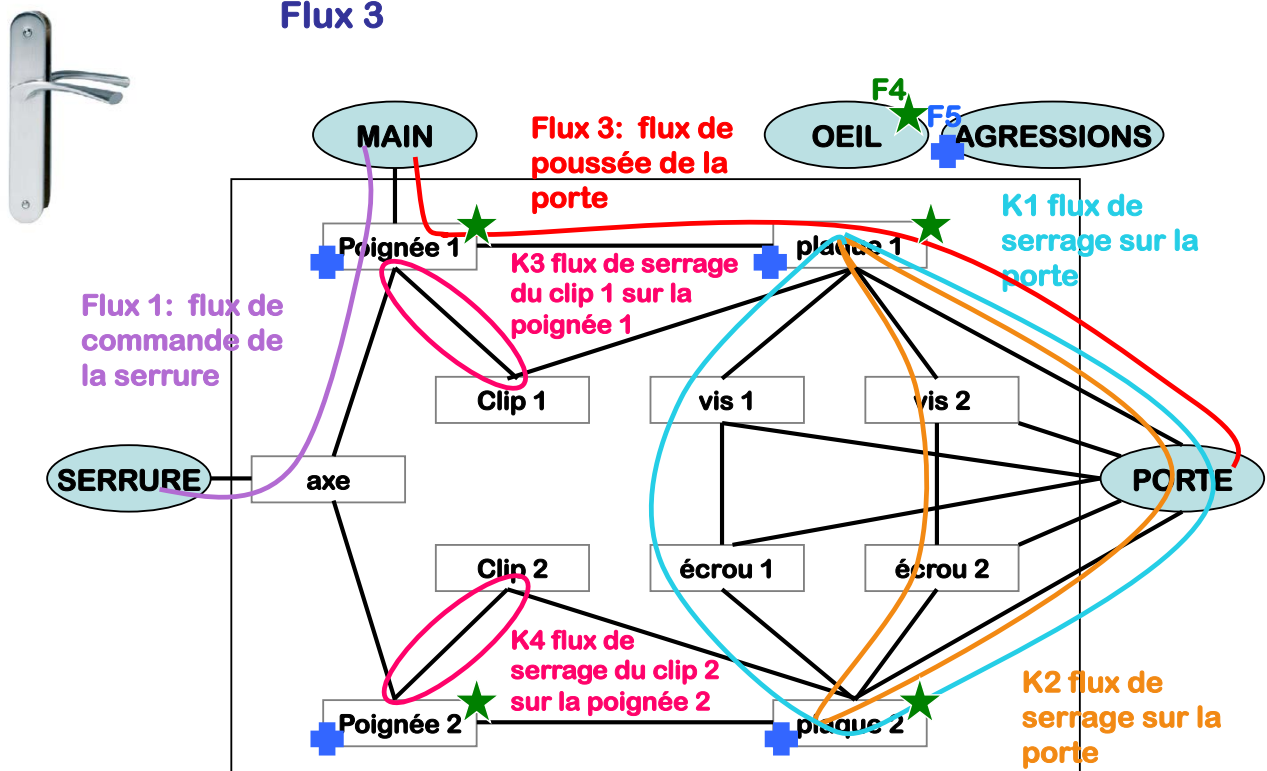 Flux 3
F4
F5
MAIN
OEIL
AGRESSIONS
Flux 3:  flux de
poussée de la
porte
K1 flux de
serrage sur la
porte
Poignée 1
plaque 1
K3 flux de serrage
du clip 1 sur la
poignée 1
Flux 1:  flux de
commande de
la serrure
Clip 1
vis 1
vis 2
SERRURE
axe
PORTE
Clip 2
écrou 1
écrou 2
K4 flux de
serrage du clip 2
sur la poignée 2
K2 flux de
serrage sur la
porte
Poignée 2
plaque 2